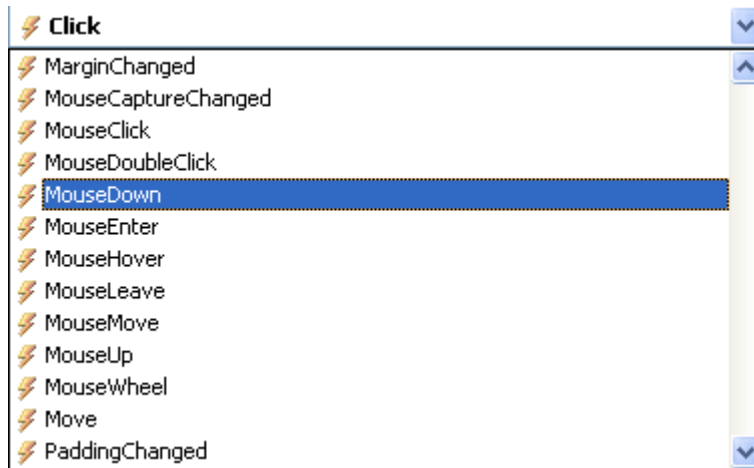 Click
MarginChanged
MouseCaptureChanged
MouseClick
MouseDoubleClick
MouseDown
MouseEnter
MouseHover
MouseLeave
MouseMove
MouseUp
MouseWheel
Move
PaddingChanged